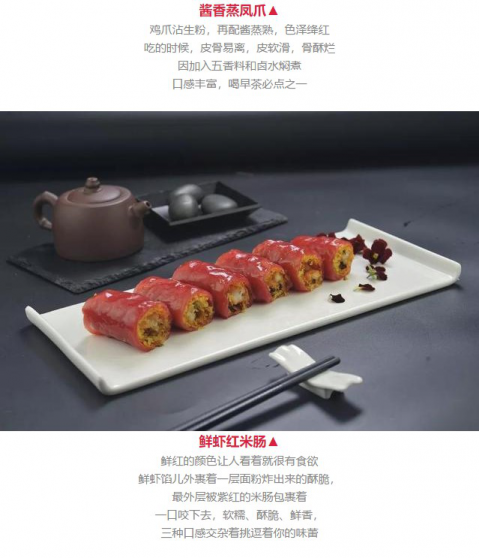 酱香蒸凤爪▲
鸡爪沾生粉，再配酱蒸熟，色泽绛红
吃的时候，皮骨易离，皮软滑，骨酥烂
因加入五香料和卤水焖煮
口感丰富，喝早茶必点之一
鲜虾红米肠▲
鲜红的颜色让人看着就很有食欲
鲜虾馅儿外裹着一层面粉炸出来的酥脆，
最外层被紫红的米肠包裹着
一口咬下去，软糯、酥脆、鲜香，
三种口感交杂着挑逗着你的味蕾